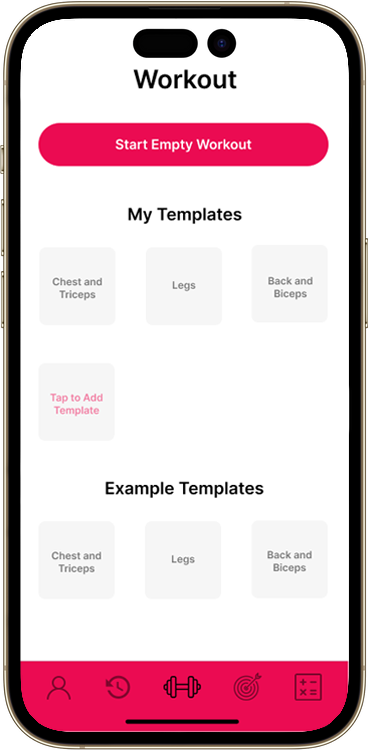 Workout
Start Empty Workout
My Templates
Chest and
Triceps
Legs
Back and
Biceps
Tap to Add
Template
Example Templates
Chest and
Triceps
Legs
Back and
Biceps